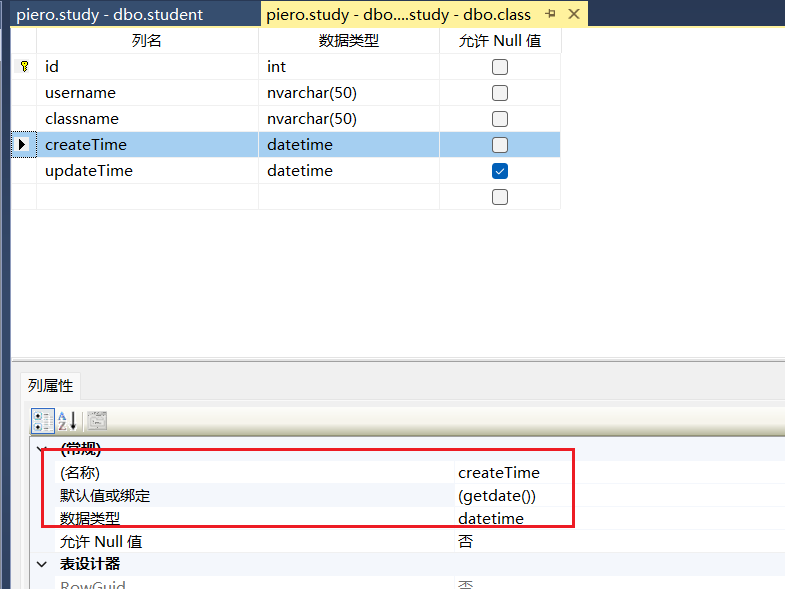 piero.study - dbo.student
piero.study - dbo....study - dbo.class
列名 数据类型 允许 Null 值
id int
username nvarchar(50)
classname nvarchar(50)
createTime datetime
updateTime datetime
列属性
A
Z
(常规)
(名称) createTime
默认值或绑定 (getdate())
数据类型 datetime
允许 Null 值 否
表设计器
RowGuid 否